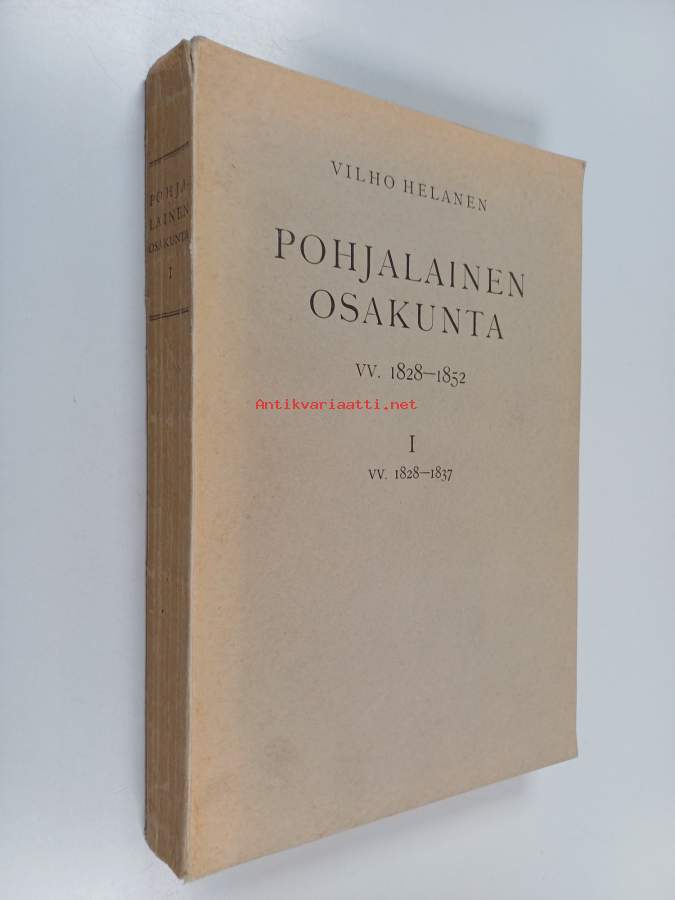 POHJA-
LAINEN
OSAKUNTA
I
VILHO HELANEN
POHJALAINEN
OSAKUNTA
VV. 1828—1852
Antikvariaatti.net
I
VV. 1828—1837